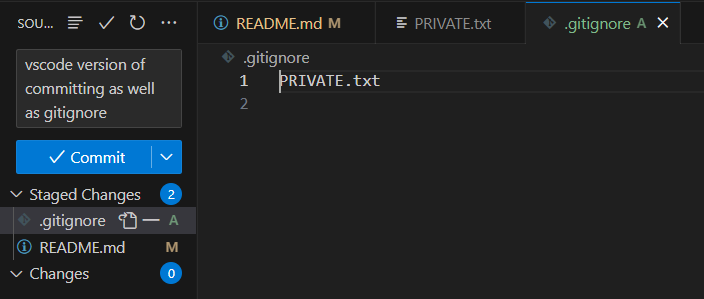 SOU...
vscode version of
committing as well
as gitignore
Commit
Staged Changes 2
.gitignore A
README.md M
Changes 0
README.md M
PRIVATE.txt
.gitignore A
.gitignore
1 PRIVATE.txt
2